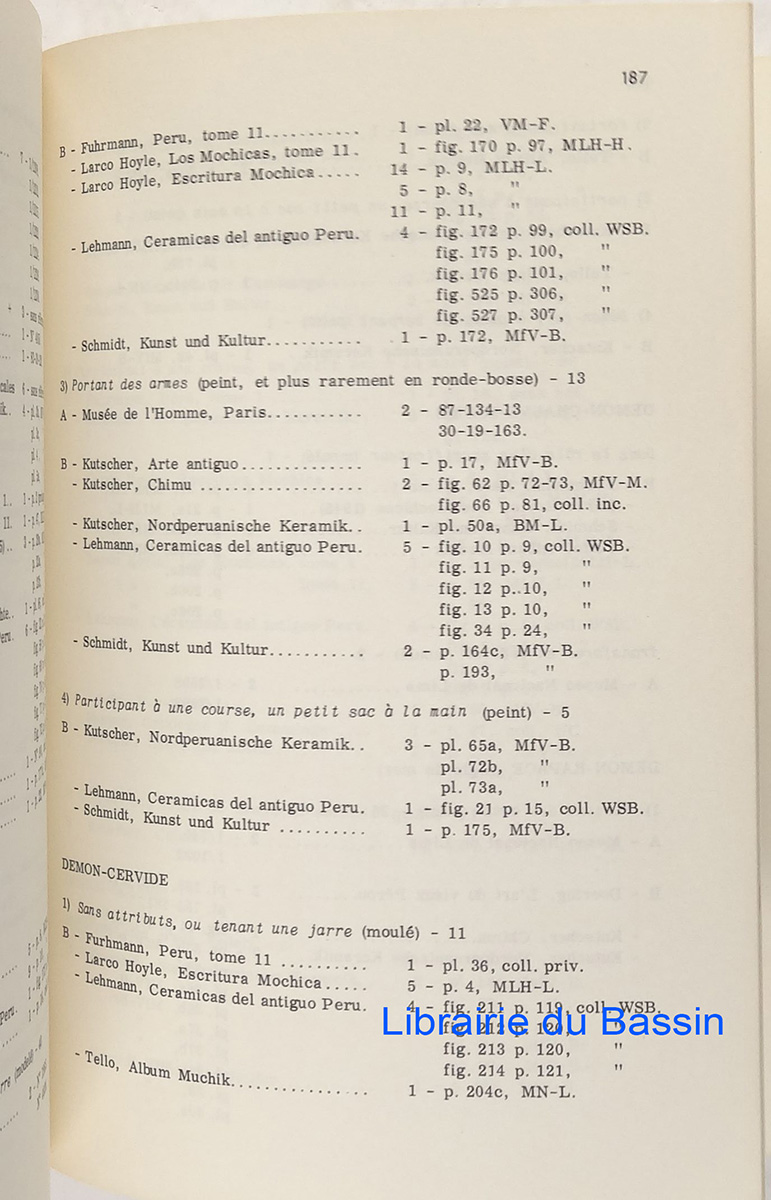 187
B - Fuhrmann, Peru, tome 11........... 1 - pl. 22, VM-F.
- Larco Hoyle, Los Mochicas, tome 11. 1 - fig. 170 p. 97, MLH-H.
- Larco Hoyle, Escritura Mochica..... 14 - p. 9, MLH-L.
5 - p. 8, "
11 - p. 11, "
- Lehmann, Ceramicas del antiguo Peru. 4 - fig. 172 p. 99, coll. WSB.
fig. 175 p. 100, "
fig. 176 p. 101, "
fig. 525 p. 306, "
fig. 527 p. 307, "
- Schmidt, Kunst und Kultur........... 1 - p. 172, MfV-B.
3) Portant des armes (peint, et plus rarement en ronde-bosse) - 13
A - Musée de l'Homme, Paris........... 2 - 87-134-13
30-19-163.
B - Kutscher, Arte antiguo.............. 1 - p. 17, MfV-B.
- Kutscher, Chimu ................... 2 - fig. 62 p. 72-73, MfV-M.
fig. 66 p. 81, coll. inc.
- Kutscher, Nordperuanische Keramik.. 1 - pl. 50a, BM-L.
- Lehmann, Ceramicas del antiguo Peru. 5 - fig. 10 p. 9, coll. WSB.
fig. 11 p. 9, "
fig. 12 p..10, "
fig. 13 p. 10, "
fig. 34 p. 24, "
- Schmidt, Kunst und Kultur........... 2 - p. 164c, MfV-B.
p. 193, "
4) Participant à une course, un petit sac à la main (peint) - 5
B - Kutscher, Nordperuanische Keramik.. 3 - pl. 65a, MfV-B.
pl. 72b, "
pl. 73a, "
- Lehmann, Ceramicas del antiguo Peru. 1 - fig. 21 p. 15, coll. WSB.
- Schmidt, Kunst und Kultur .......... 1 - p. 175, MfV-B.
DEMON-CERVIDE
1) Sans attributs, ou tenant une jarre (moulé) - 11
B - Furhmann, Peru, tome 11 .......... 1 - pl. 36, coll. priv.
- Larco Hoyle, Escritura Mochica..... 5 - p. 4, MLH-L.
- Lehmann, Ceramicas del antiguo Peru. 4 - fig. 211 p. 119, coll. WSB.
fig. 212 p. 120, "
fig. 213 p. 120, "
fig. 214 p. 121, "
- Tello, Album Muchik................ 1 - p. 204c, MN-L.
Librairie du Bassin